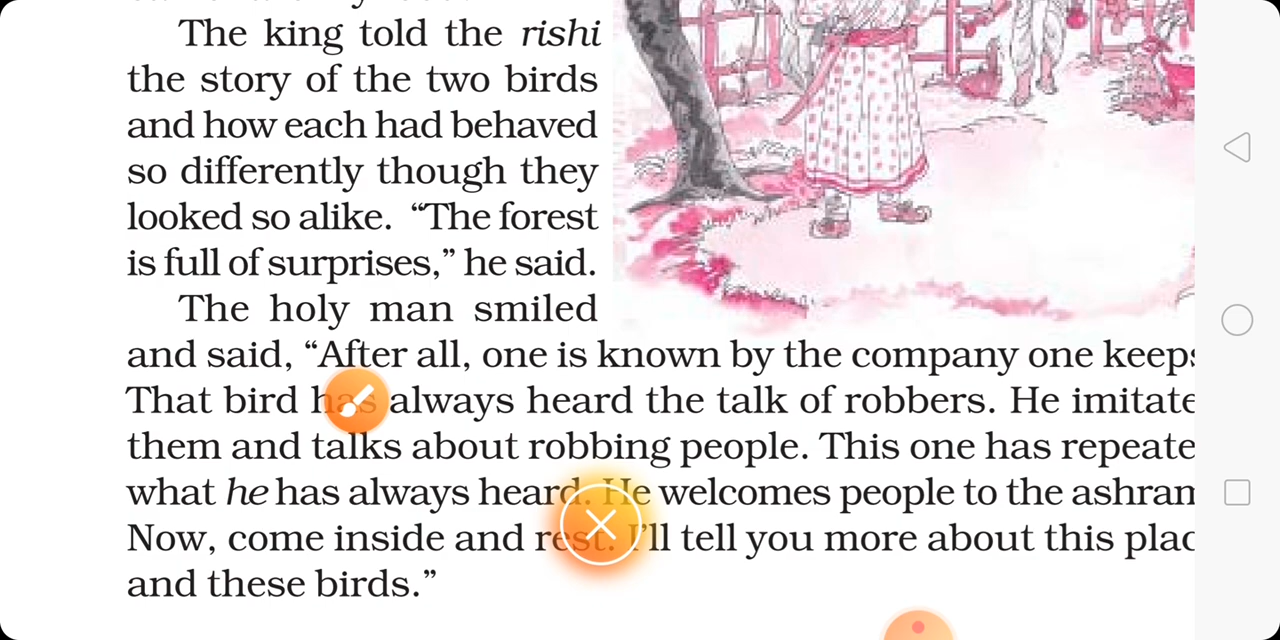 The king told the rishi
the story of the two birds
and how each had behaved
so differently though they
looked so alike. “The forest
is full of surprises,” he said.
The holy man smiled
and said, “After all, one is known by the company one keeps
That bird has always heard the talk of robbers. He imitate
them and talks about robbing people. This one has repeate
what he has always heard. He welcomes people to the ashram
Now, come inside and rest. I’ll tell you more about this plac
and these birds.”